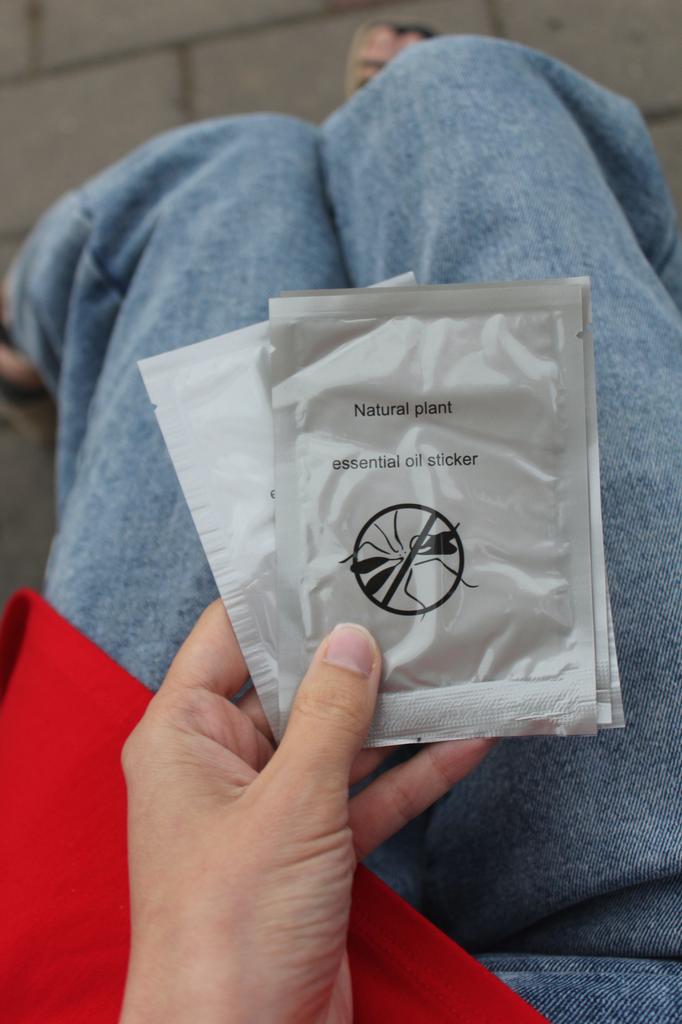 Natural plant
essential oil sticker
e